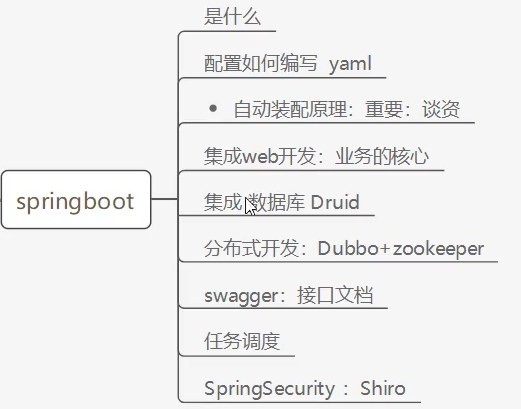 是什么
配置如何编写 yaml
自动装配原理：重要：谈资
集成web开发：业务的核心
springboot
集成 数据库 Druid
分布式开发：Dubbo+zookeeper
swagger：接口文档
任务调度
SpringSecurity ：Shiro